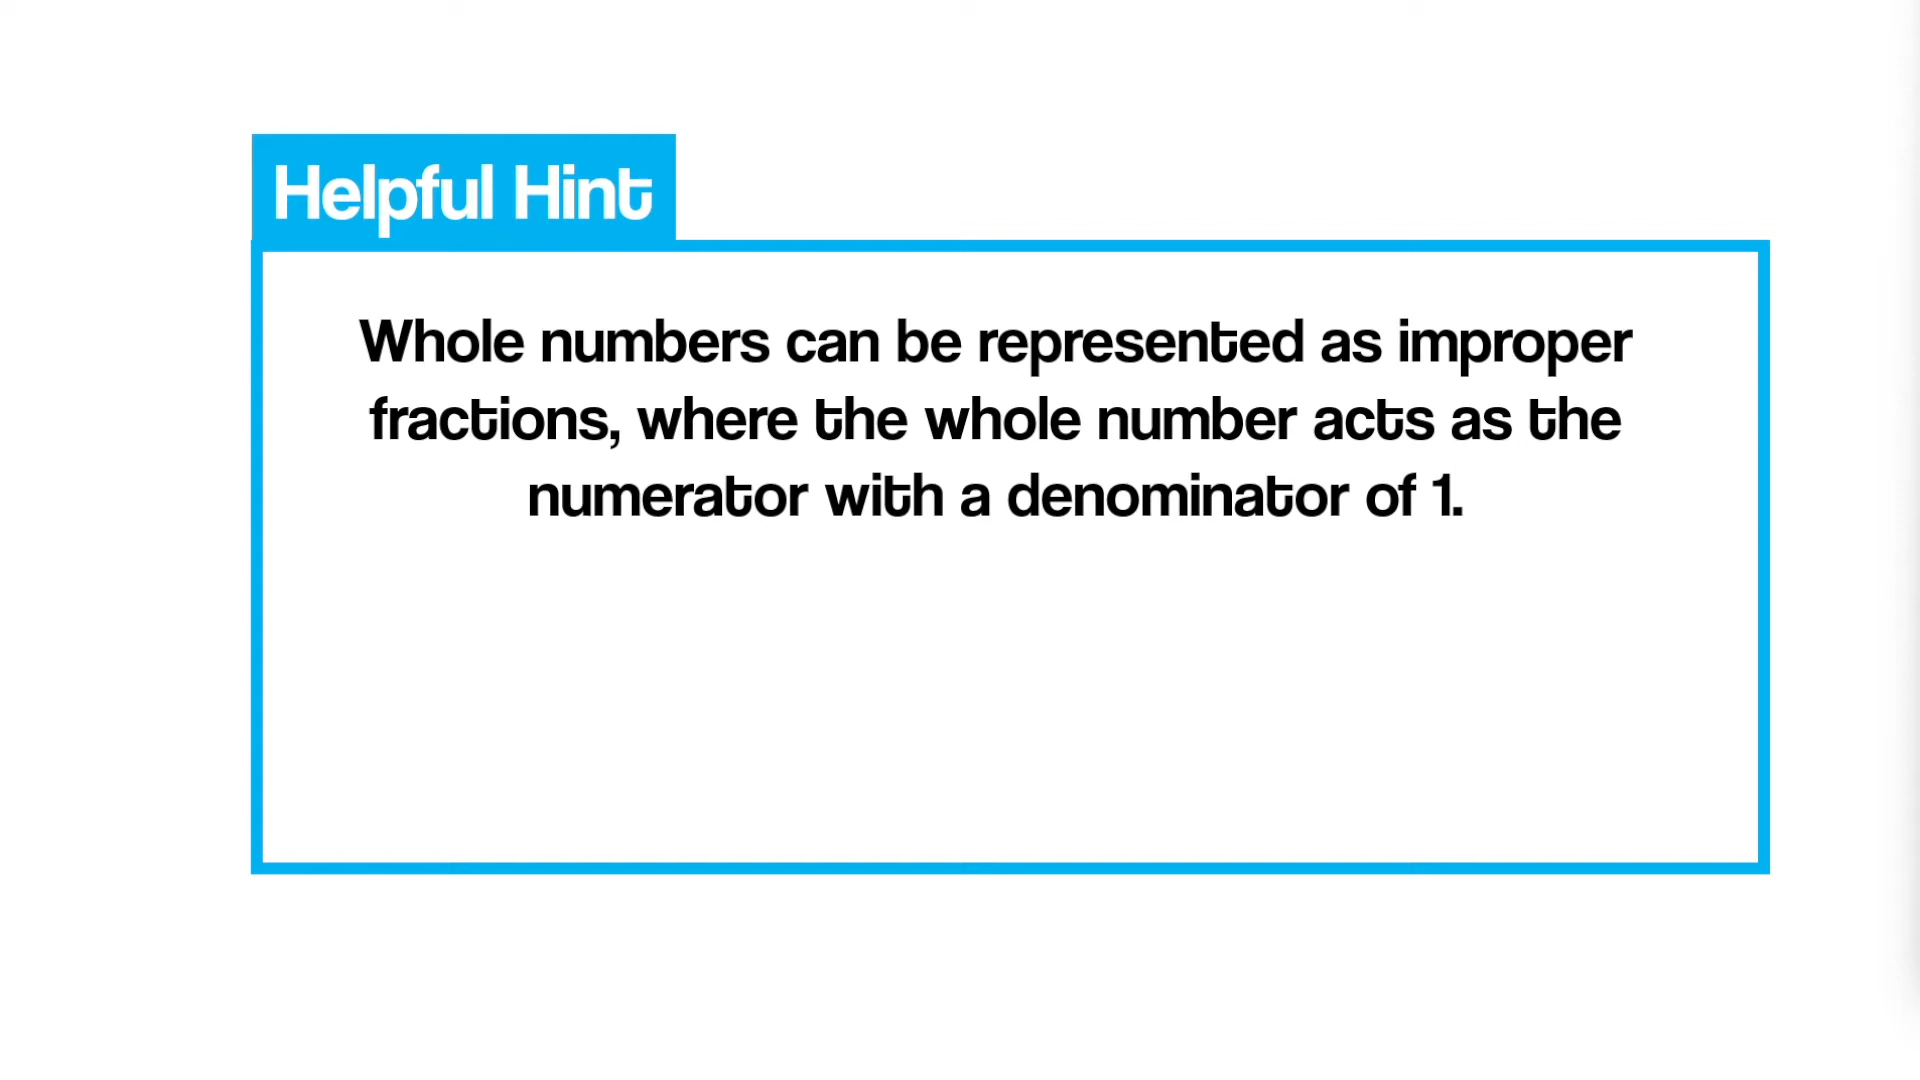 Helpful Hint
Whole numbers can be represented as improper
fractions, where the whole number acts as the
numerator with a denominator of 1.